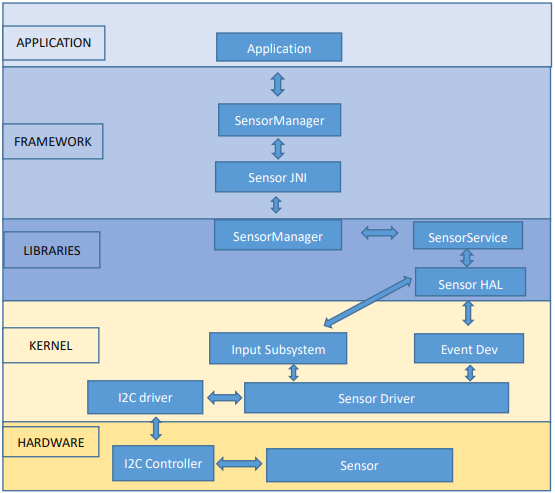 APPLICATION
Application
SensorManager
FRAMEWORK
Sensor JNI
SensorManager
SensorService
LIBRARIES
Sensor HAL
KERNEL
Input Subsystem
Event Dev
I2C driver
Sensor Driver
HARDWARE
I2C Controller
Sensor